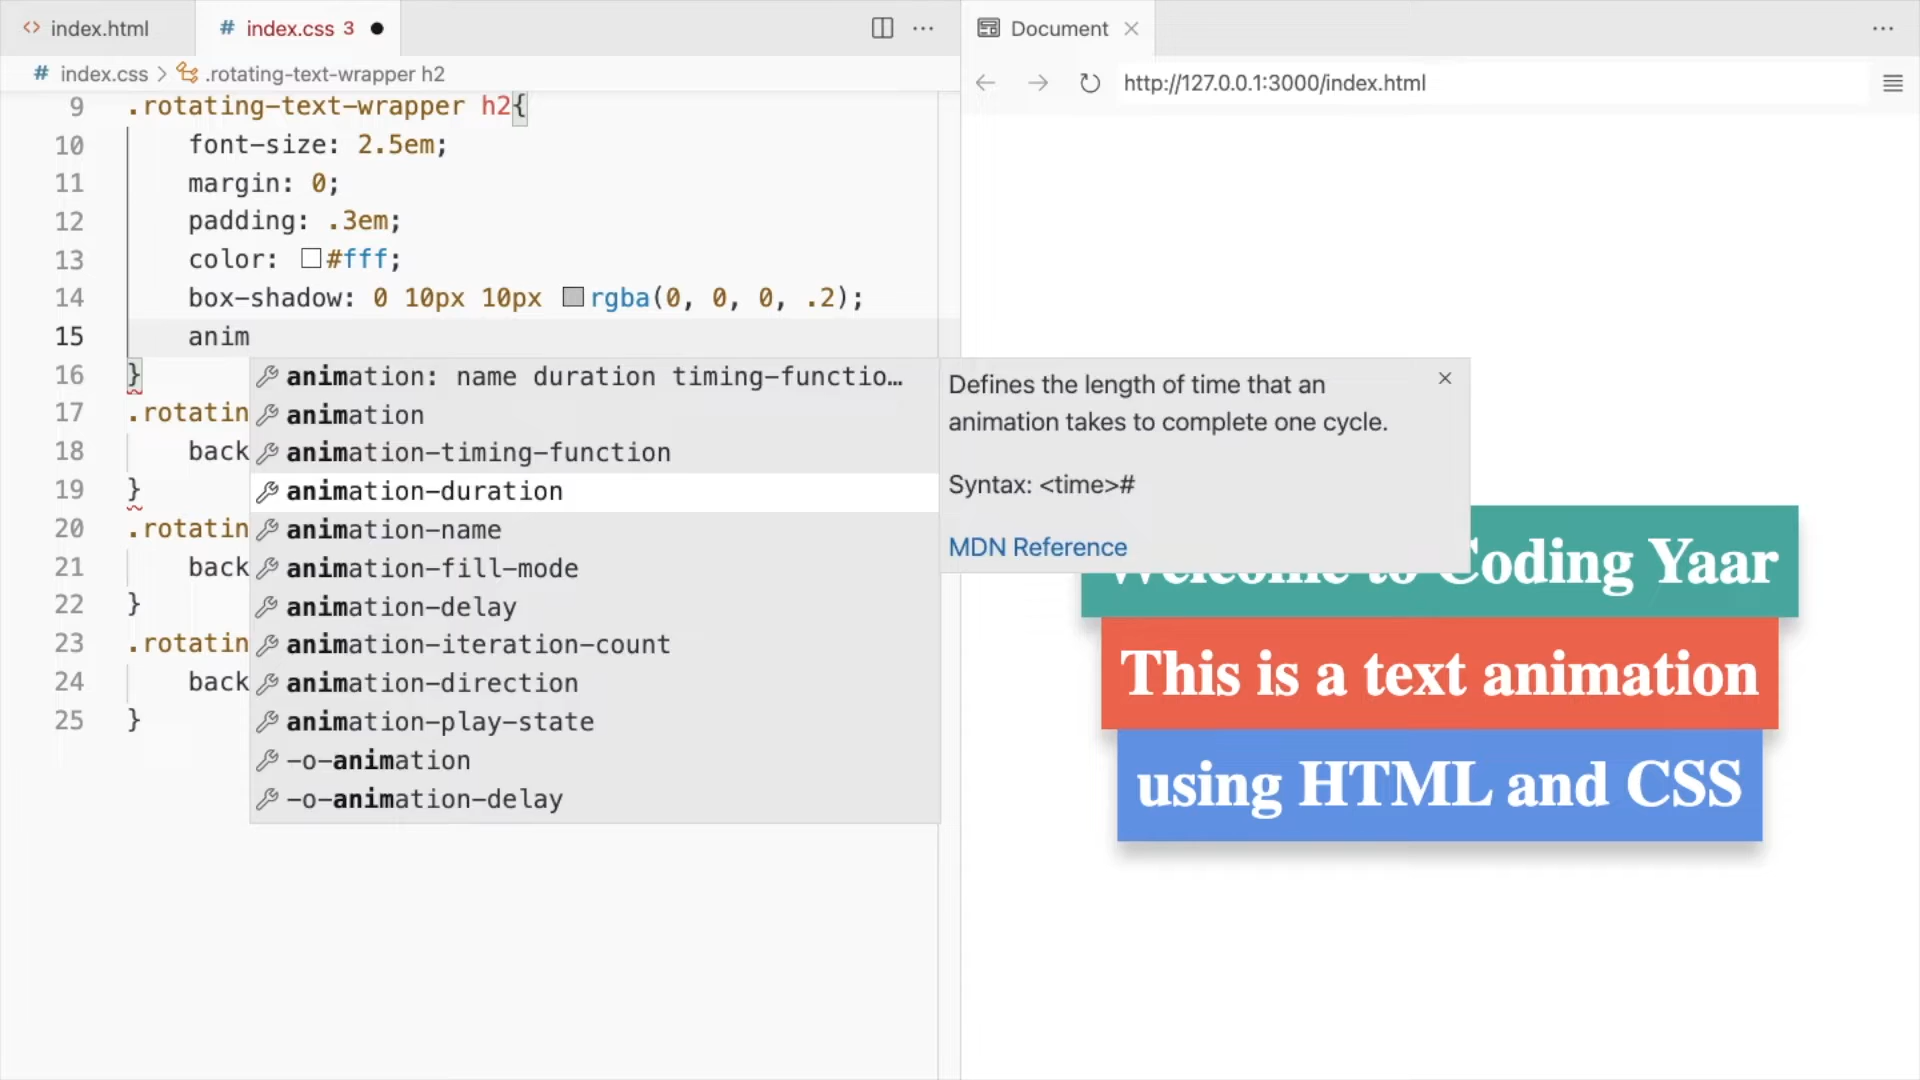 index.html
# index.css 3
Document
# index.css > .rotating-text-wrapper h2
http://127.0.0.1:3000/index.html
9 .rotating-text-wrapper h2{
10 font-size: 2.5em;
11 margin: 0;
12 padding: .3em;
13 color: #fff;
14 box-shadow: 0 10px 10px rgba(0, 0, 0, .2);
15 anim
16 }
17 .rotatin
18 back
19 }
20 .rotatin
21 back
22 }
23 .rotatin
24 back
25 }
animation: name duration timing-functio…
animation
animation-timing-function
animation-duration
animation-name
animation-fill-mode
animation-delay
animation-iteration-count
animation-direction
animation-play-state
-o-animation
-o-animation-delay
Defines the length of time that an
animation takes to complete one cycle.
Syntax: <time>#
MDN Reference
Welcome to Coding Yaar
This is a text animation
using HTML and CSS